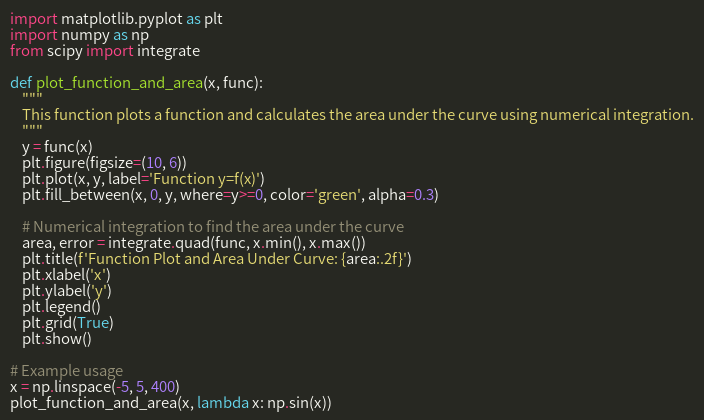 import matplotlib.pyplot as plt
import numpy as np
from scipy import integrate

def plot_function_and_area(x, func):
    """
    This function plots a function and calculates the area under the curve using numerical integration.
    """
    y = func(x)
    plt.figure(figsize=(10, 6))
    plt.plot(x, y, label='Function y=f(x)')
    plt.fill_between(x, 0, y, where=y>=0, color='green', alpha=0.3)

    # Numerical integration to find the area under the curve
    area, error = integrate.quad(func, x.min(), x.max())
    plt.title(f'Function Plot and Area Under Curve: {area:.2f}')
    plt.xlabel('x')
    plt.ylabel('y')
    plt.legend()
    plt.grid(True)
    plt.show()

# Example usage
x = np.linspace(-5, 5, 400)
plot_function_and_area(x, lambda x: np.sin(x))